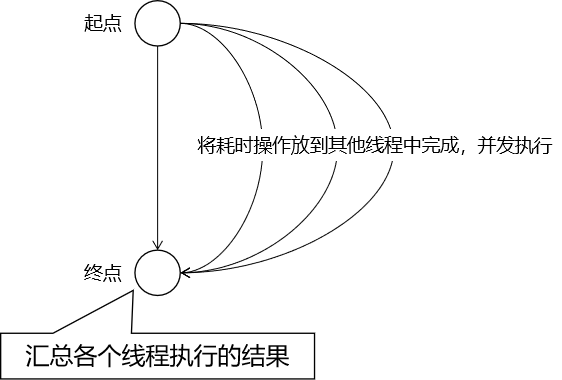 起点
将耗时操作放到其他线程中完成，并发执行
终点
汇总各个线程执行的结果